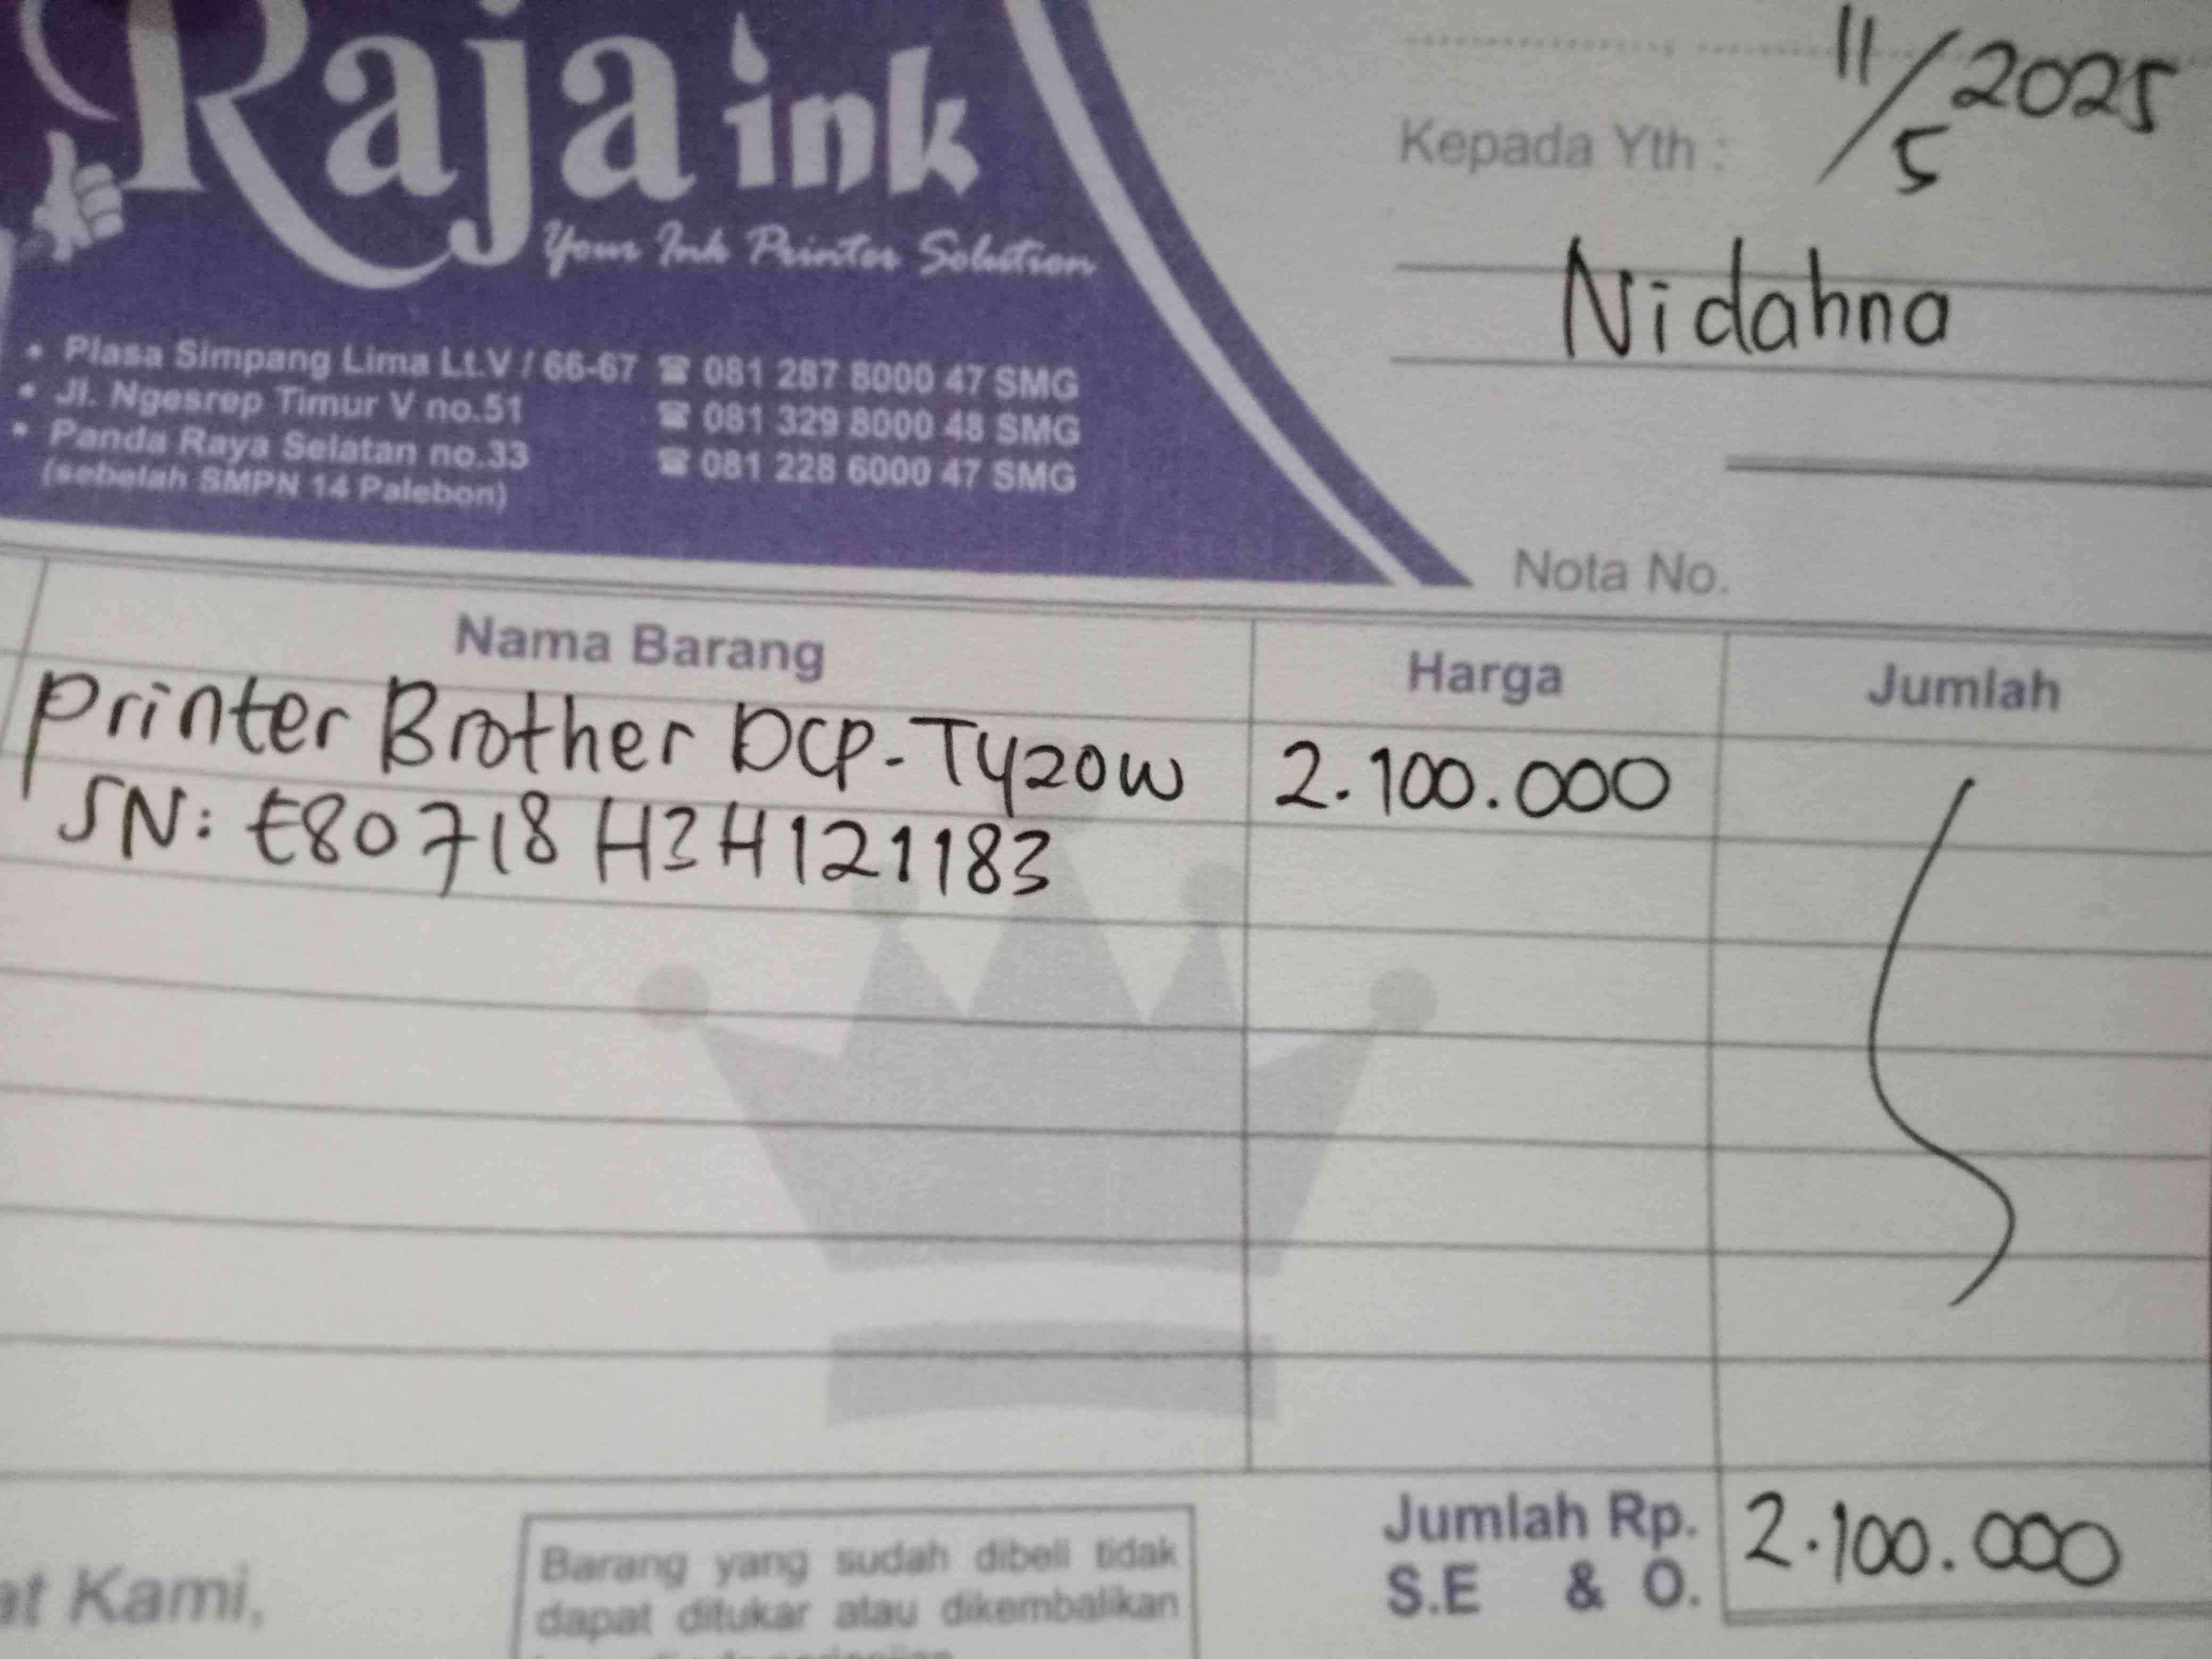 Raja ink
Your Ink Printer Solution
• Plasa Simpang Lima Lt.V / 66-67 ☎ 081 287 8000 47 SMG
• Jl. Ngesrep Timur V no.51 ☎ 081 329 8000 48 SMG
• Panda Raya Selatan no.33 ☎ 081 228 6000 47 SMG
(sebelah SMPN 14 Palebon)
11/5 2025
Kepada Yth :
Nidahna
Nota No.
Nama Barang Harga Jumlah
Printer Brother DCP-T420W 2.100.000
SN: E80718H3H121183
Jumlah Rp. 2.100.000
S.E & O.
at Kami,
Barang yang sudah dibeli tidak
dapat ditukar atau dikembalikan